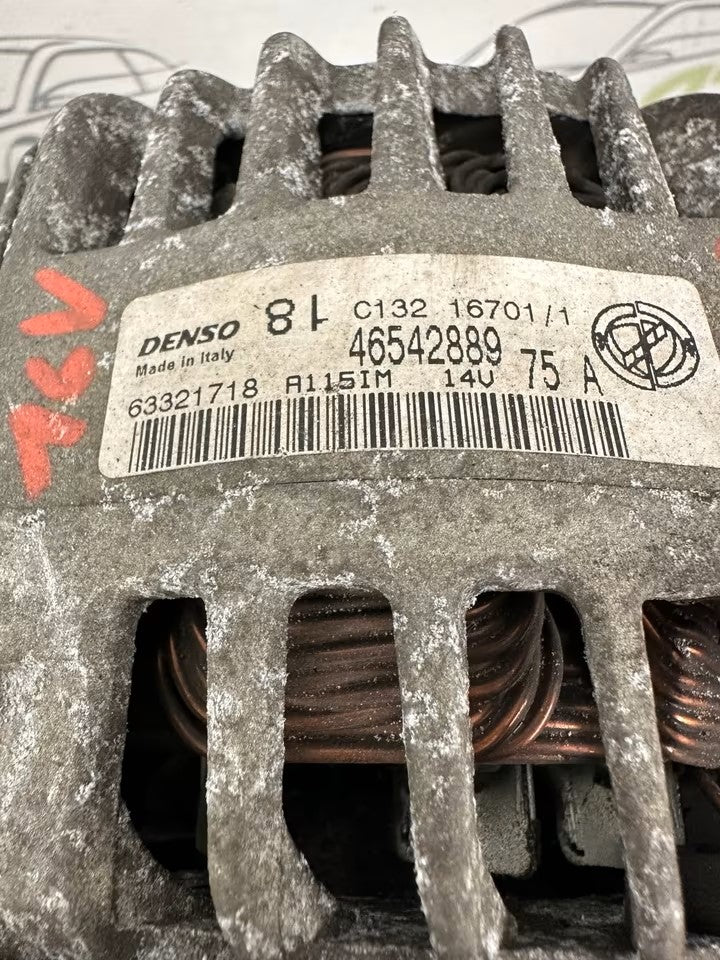 DENSO 18 C132 16701/1
Made in Italy 46542889
63321718 A115IM 14V 75 A